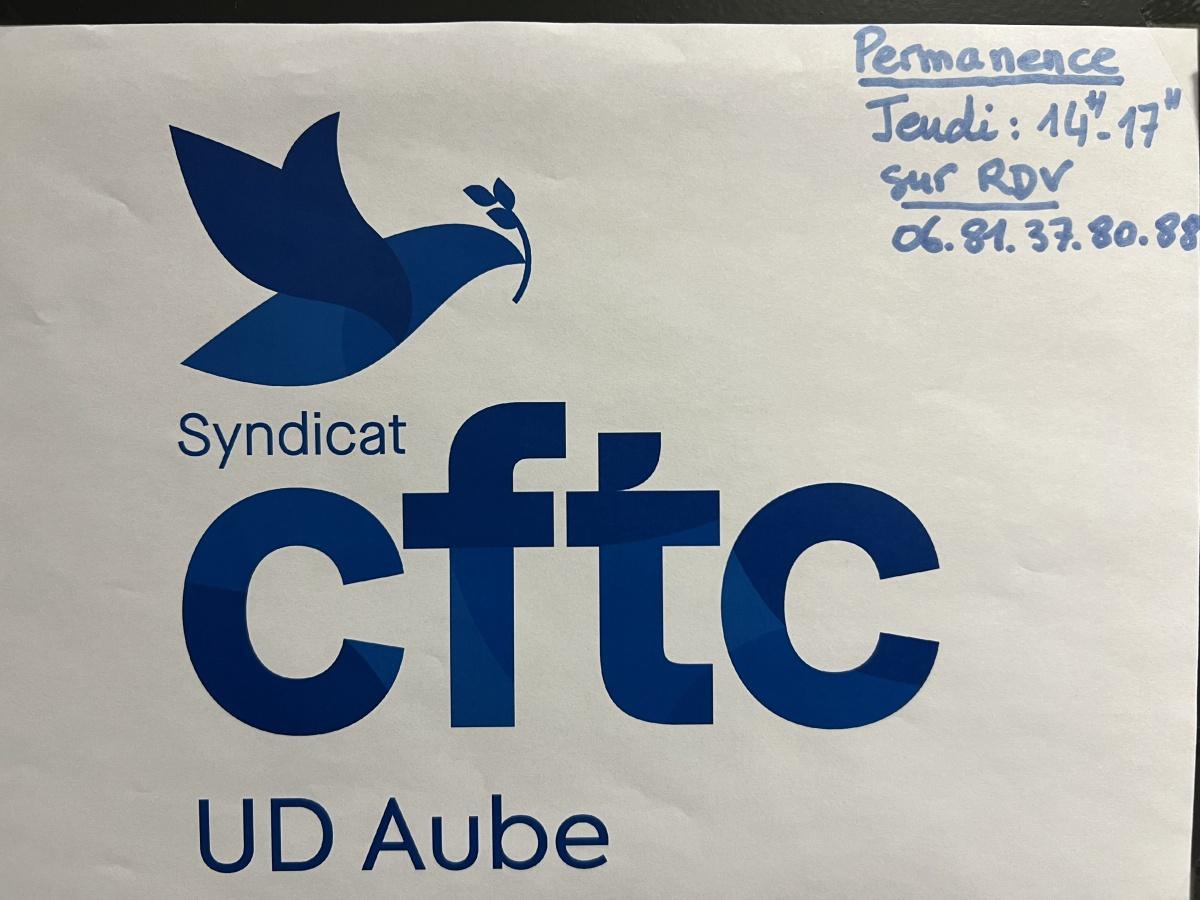 Permanence
Jeudi : 14H-17H
sur RDV
06.81.37.80.88
Syndicat
cftc
UD Aube